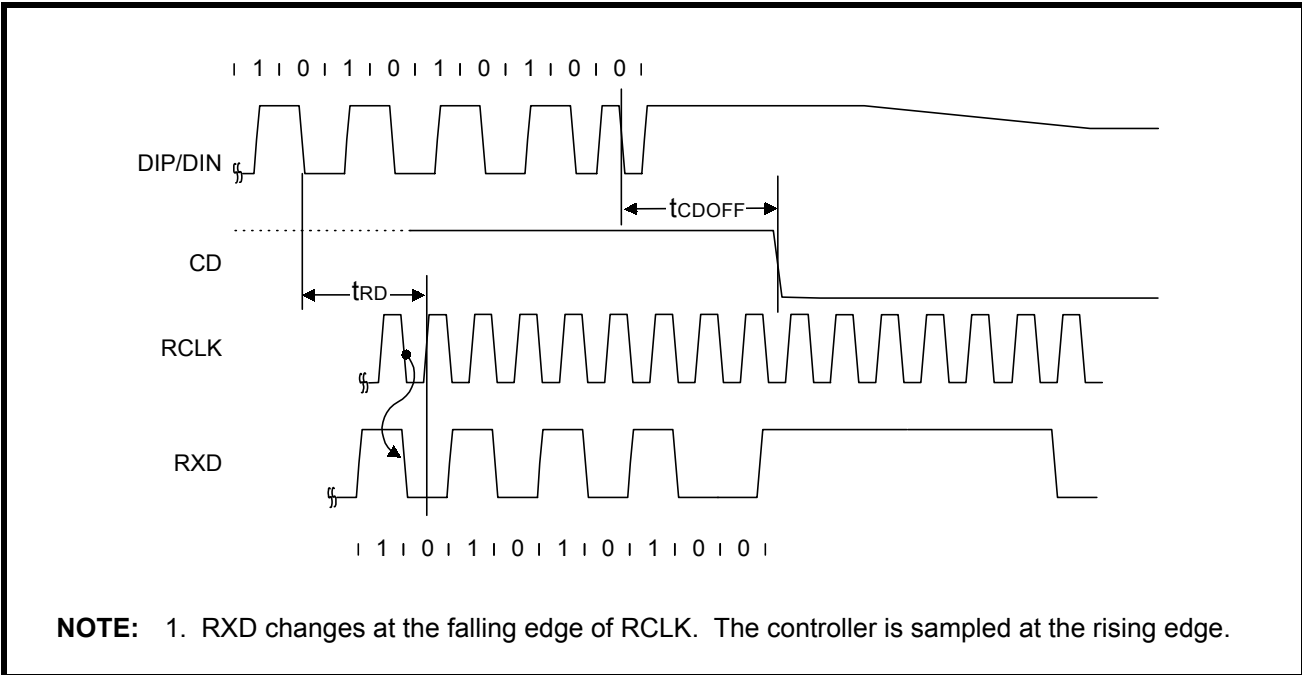 1 0 1 0 1 0 1 0 0
DIP/DIN
tCDOFF
CD
tRD
RCLK
RXD
1 0 1 0 1 0 1 0 0
NOTE: 1. RXD changes at the falling edge of RCLK. The controller is sampled at the rising edge.